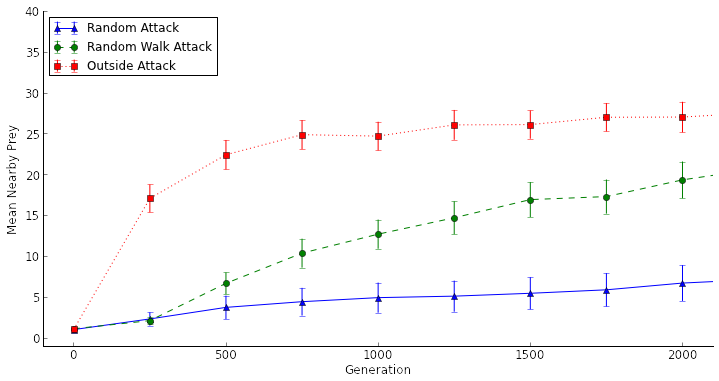 40
35
30
25
20
15
10
5
0
Mean Nearby Prey
Random Attack
Random Walk Attack
Outside Attack
0 500 1000 1500 2000
Generation